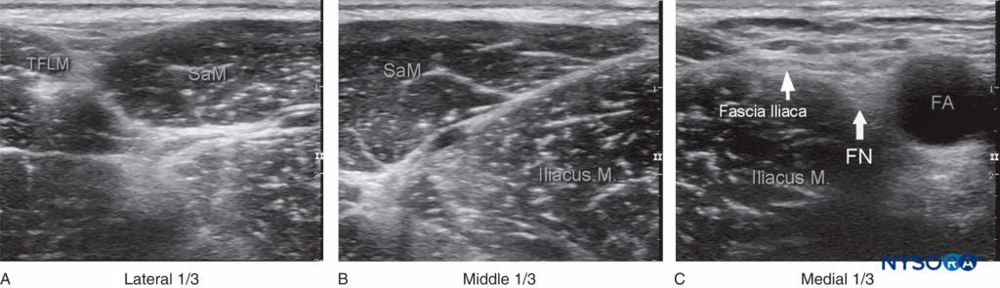 TFLM
SaM
1
2
A
Lateral 1/3
SaM
Iliacus M.
1
2
B
Middle 1/3
Fascia Iliaca
FN
FA
Iliacus M.
1
2
C
Medial 1/3
NYSORA